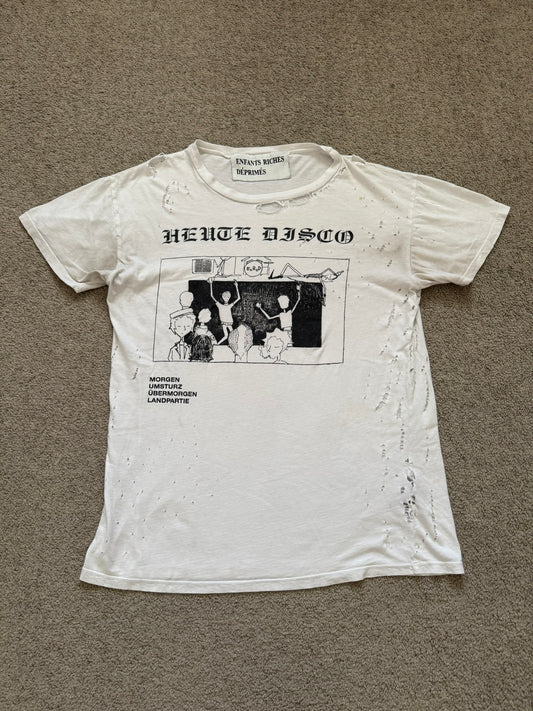 ENFANTS RICHES
DÉPRIMÉS
HEUTE DISCO
MORGEN
UMSTURZ
ÜBERMORGEN
LANDPARTIE